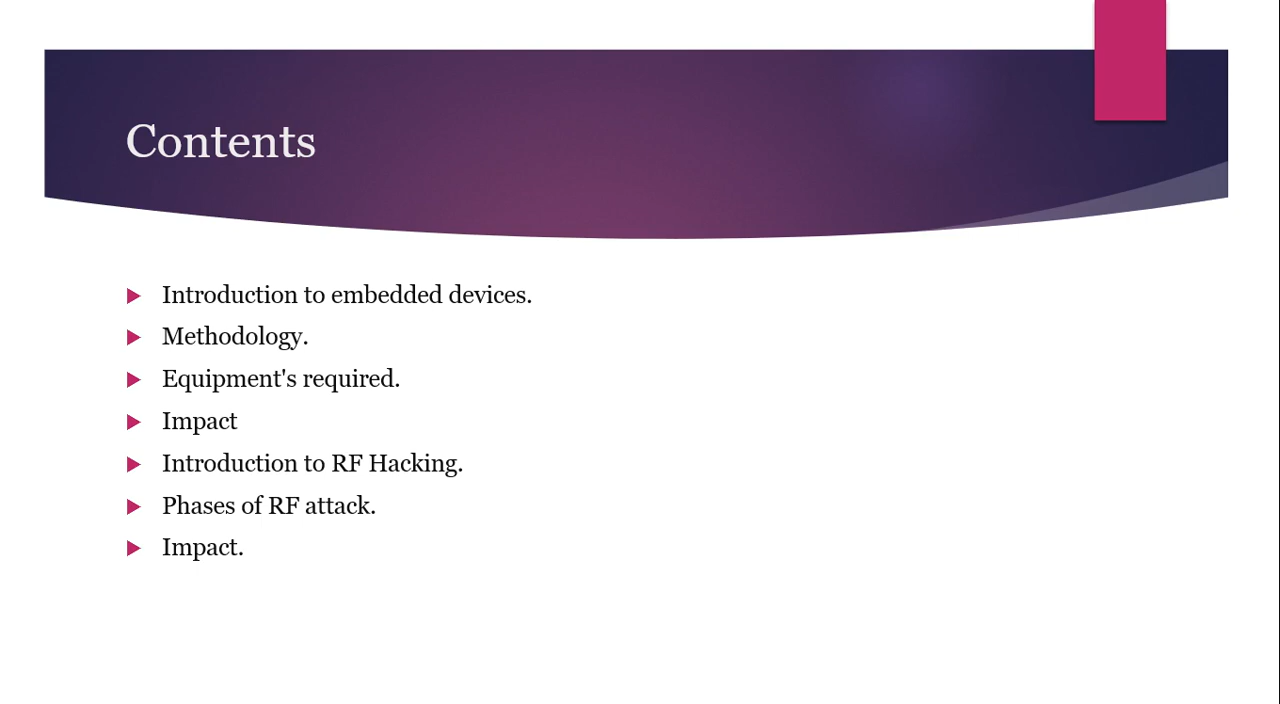 Contents
Introduction to embedded devices.
Methodology.
Equipment's required.
Impact
Introduction to RF Hacking.
Phases of RF attack.
Impact.